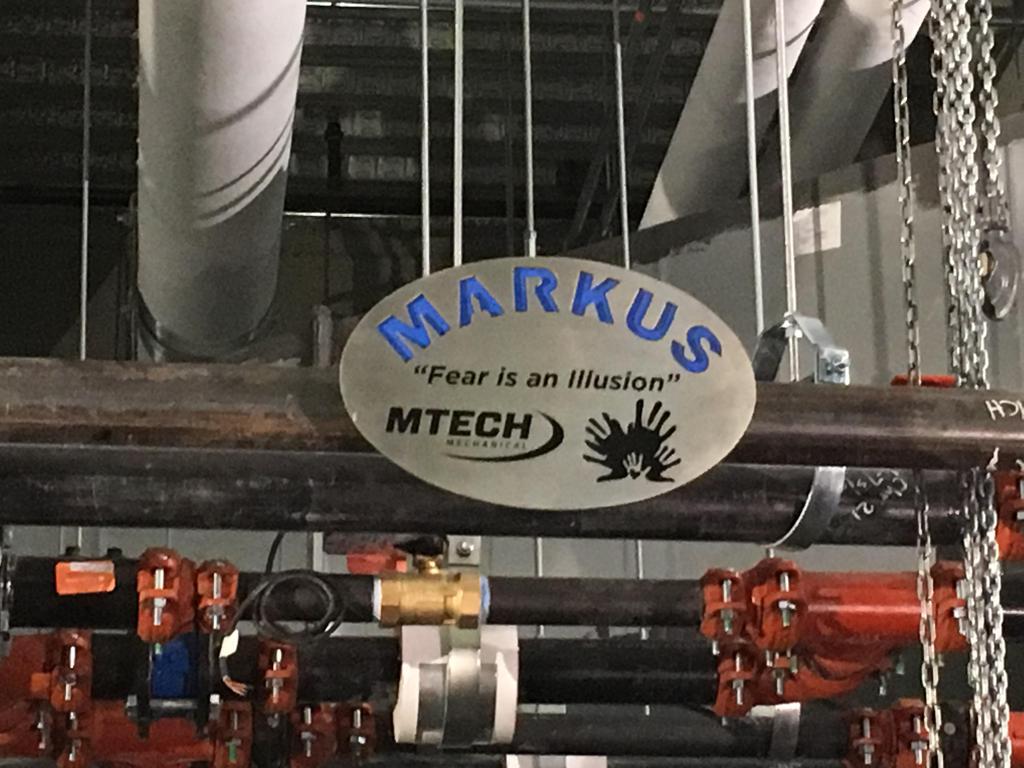 MARKUS
"Fear is an Illusion"
MTECH
MECHANICAL